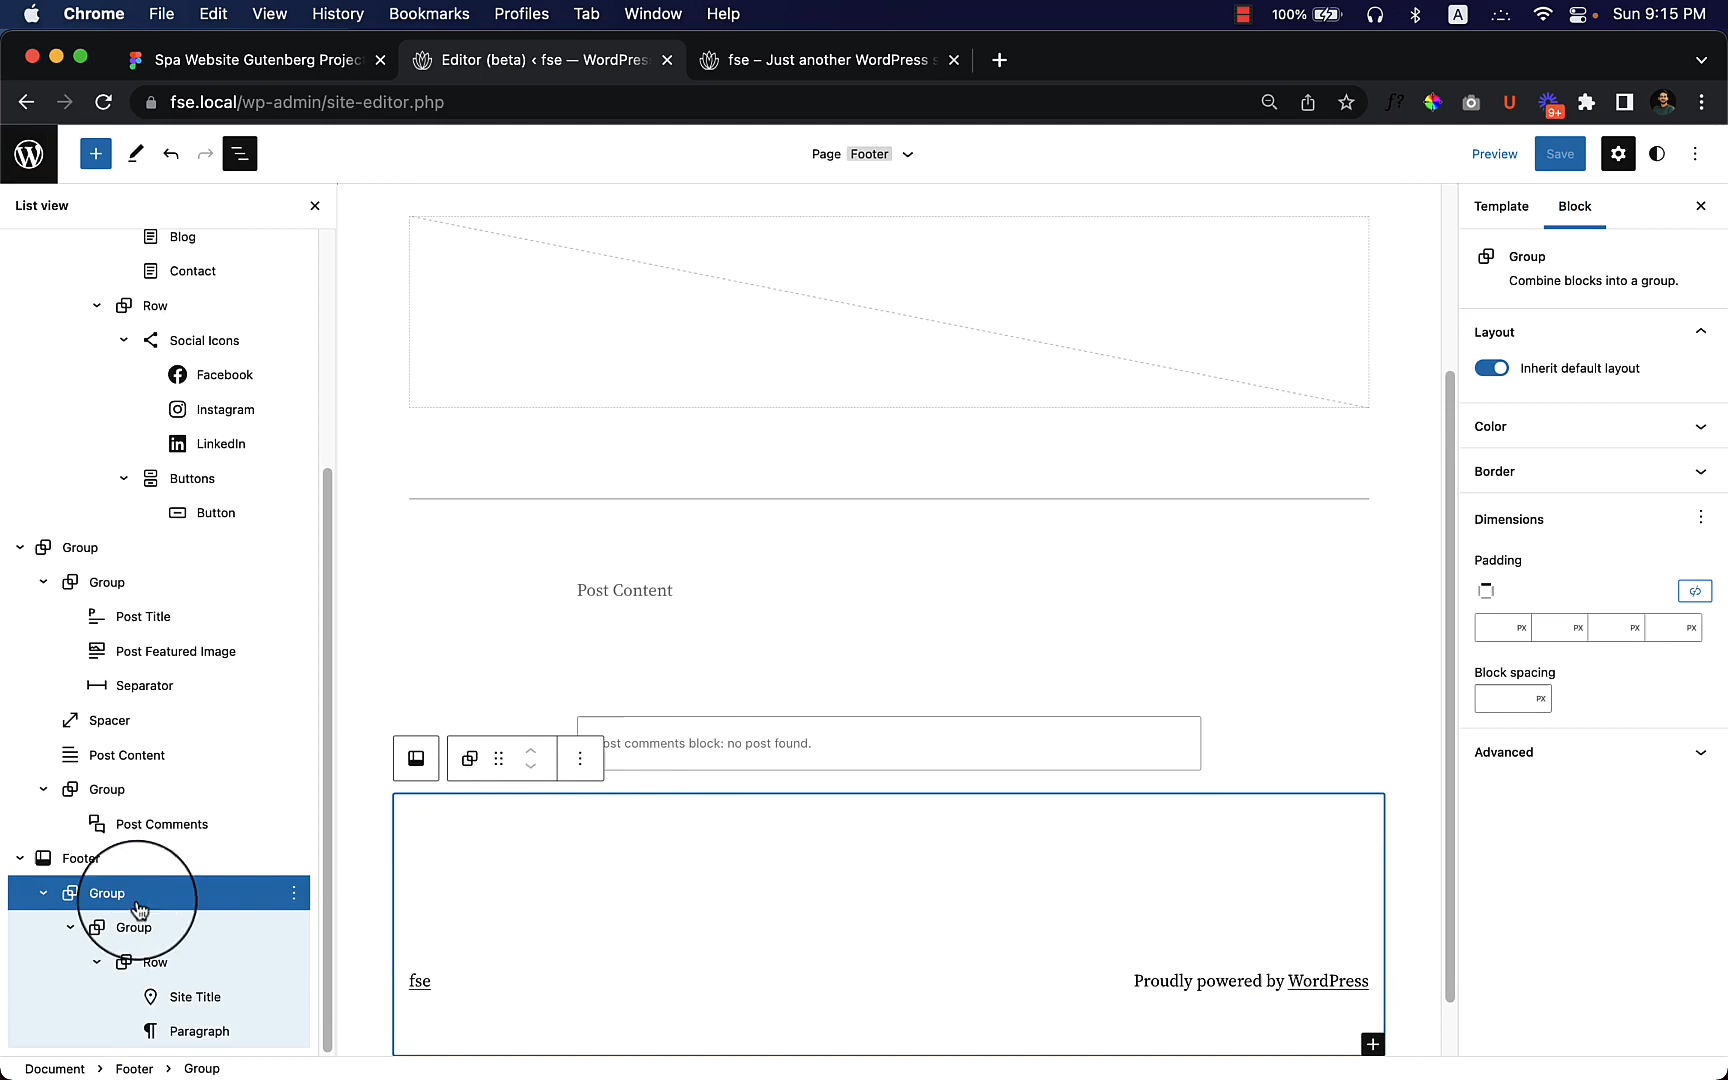 Chrome File Edit View History Bookmarks Profiles Tab Window Help 100% A Sun 9:15 PM
Spa Website Gutenberg Projec Editor (beta) ‹ fse — WordPres fse – Just another WordPress s
fse.local/wp-admin/site-editor.php f? U 9+
Page Footer Preview Save
List view
Blog
Contact
Row
Social Icons
Facebook
Instagram
LinkedIn
Buttons
Button
Group
Group
Post Title
Post Featured Image
Separator
Spacer
Post Content
Group
Post Comments
Footer
Group
Group
Row
Site Title
Paragraph
Post Content
ost comments block: no post found.
fse Proudly powered by WordPress
Template Block
Group
Combine blocks into a group.
Layout
Inherit default layout
Color
Border
Dimensions
Padding
PX PX PX PX
Block spacing
PX
Advanced
Document › Footer › Group